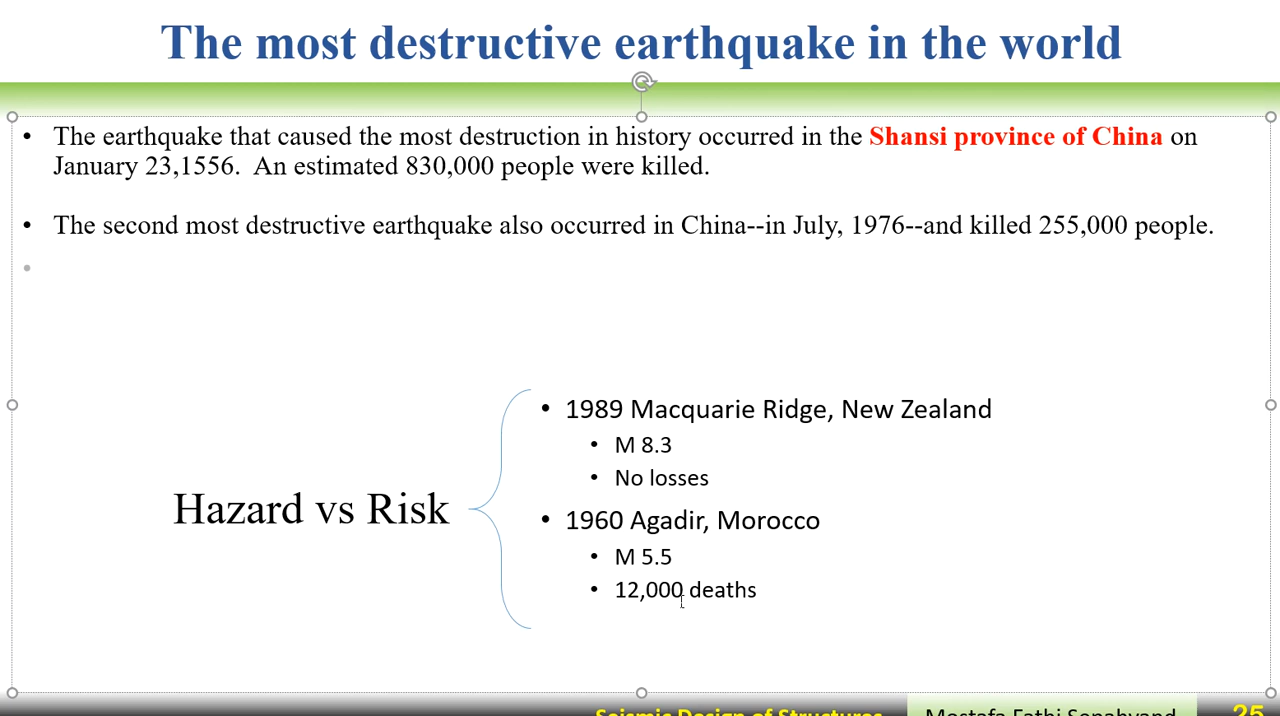 The most destructive earthquake in the world
• The earthquake that caused the most destruction in history occurred in the Shansi province of China on
January 23,1556.  An estimated 830,000 people were killed.
• The second most destructive earthquake also occurred in China--in July, 1976--and killed 255,000 people.
•
Hazard vs Risk
• 1989 Macquarie Ridge, New Zealand
• M 8.3
• No losses
• 1960 Agadir, Morocco
• M 5.5
• 12,000 deaths
Seismic Design of Structures
Mostafa Fathi Sepahvand
25